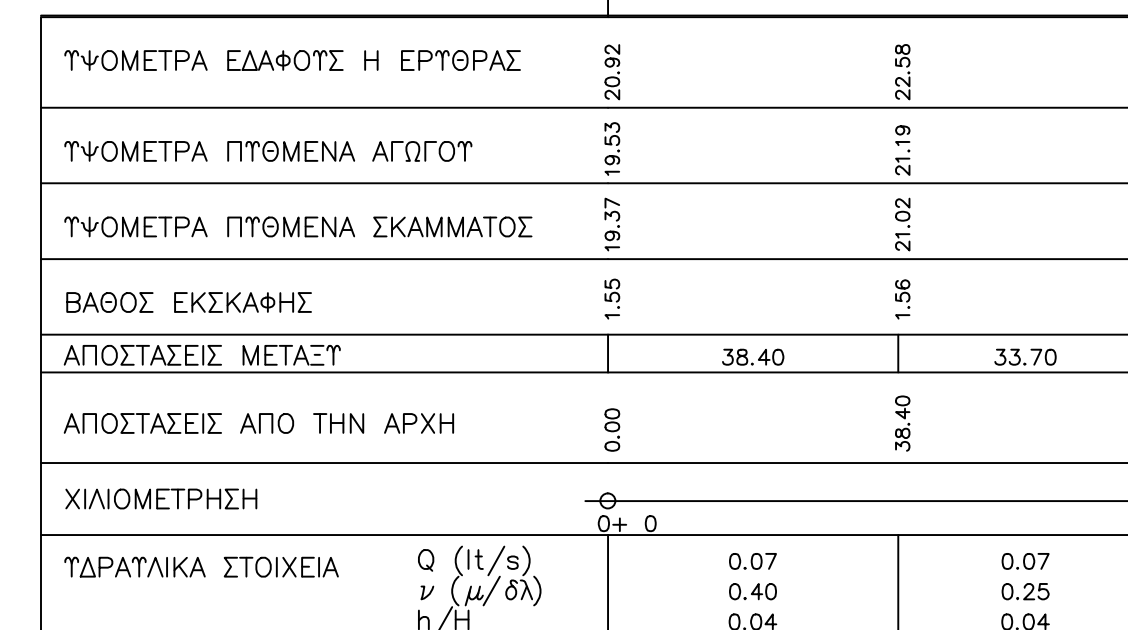 ΥΨΟΜΕΤΡΑ ΕΔΑΦΟΥΣ Η ΕΡΥΘΡΑΣ 20.92 22.58
ΥΨΟΜΕΤΡΑ ΠΥΘΜΕΝΑ ΑΓΩΓΟΥ 19.53 21.19
ΥΨΟΜΕΤΡΑ ΠΥΘΜΕΝΑ ΣΚΑΜΜΑΤΟΣ 19.37 21.02
ΒΑΘΟΣ ΕΚΣΚΑΦΗΣ 1.55 1.56
ΑΠΟΣΤΑΣΕΙΣ ΜΕΤΑΞΥ 38.40 33.70
ΑΠΟΣΤΑΣΕΙΣ ΑΠΟ ΤΗΝ ΑΡΧΗ 0.00 38.40
ΧΙΛΙΟΜΕΤΡΗΣΗ
0+ 0
ΥΔΡΑΥΛΙΚΑ ΣΤΟΙΧΕΙΑ Q (lt/s) 0.07 0.07
ν (μ/δλ) 0.40 0.25
h/H 0.04 0.04